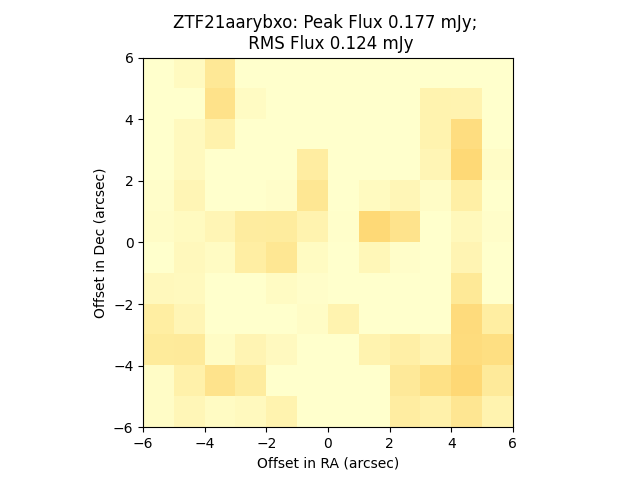 ZTF21aarybxo: Peak Flux 0.177 mJy;
RMS Flux 0.124 mJy
6
4
2
0
−2
−4
−6
Offset in Dec (arcsec)
−6 −4 −2 0 2 4 6
Offset in RA (arcsec)